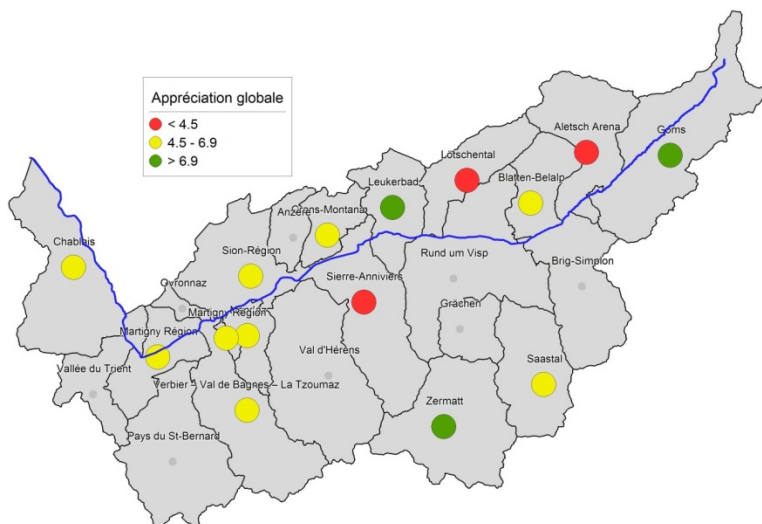 Appréciation globale
< 4.5
4.5 - 6.9
> 6.9
Aletsch Arena
Goms
Lötschental
Blatten-Belalp
Leukerbad
Crans-Montana
Anzère
Chablais
Sion-Région
Rund um Visp
Brig-Simplon
Sierre-Anniviers
Ovronnaz
Grächen
Martigny Région
Martigny Région
Val d'Hérens
Saastal
Vallée du Trient
Verbier – Val de Bagnes – La Tzoumaz
Zermatt
Pays du St-Bernard